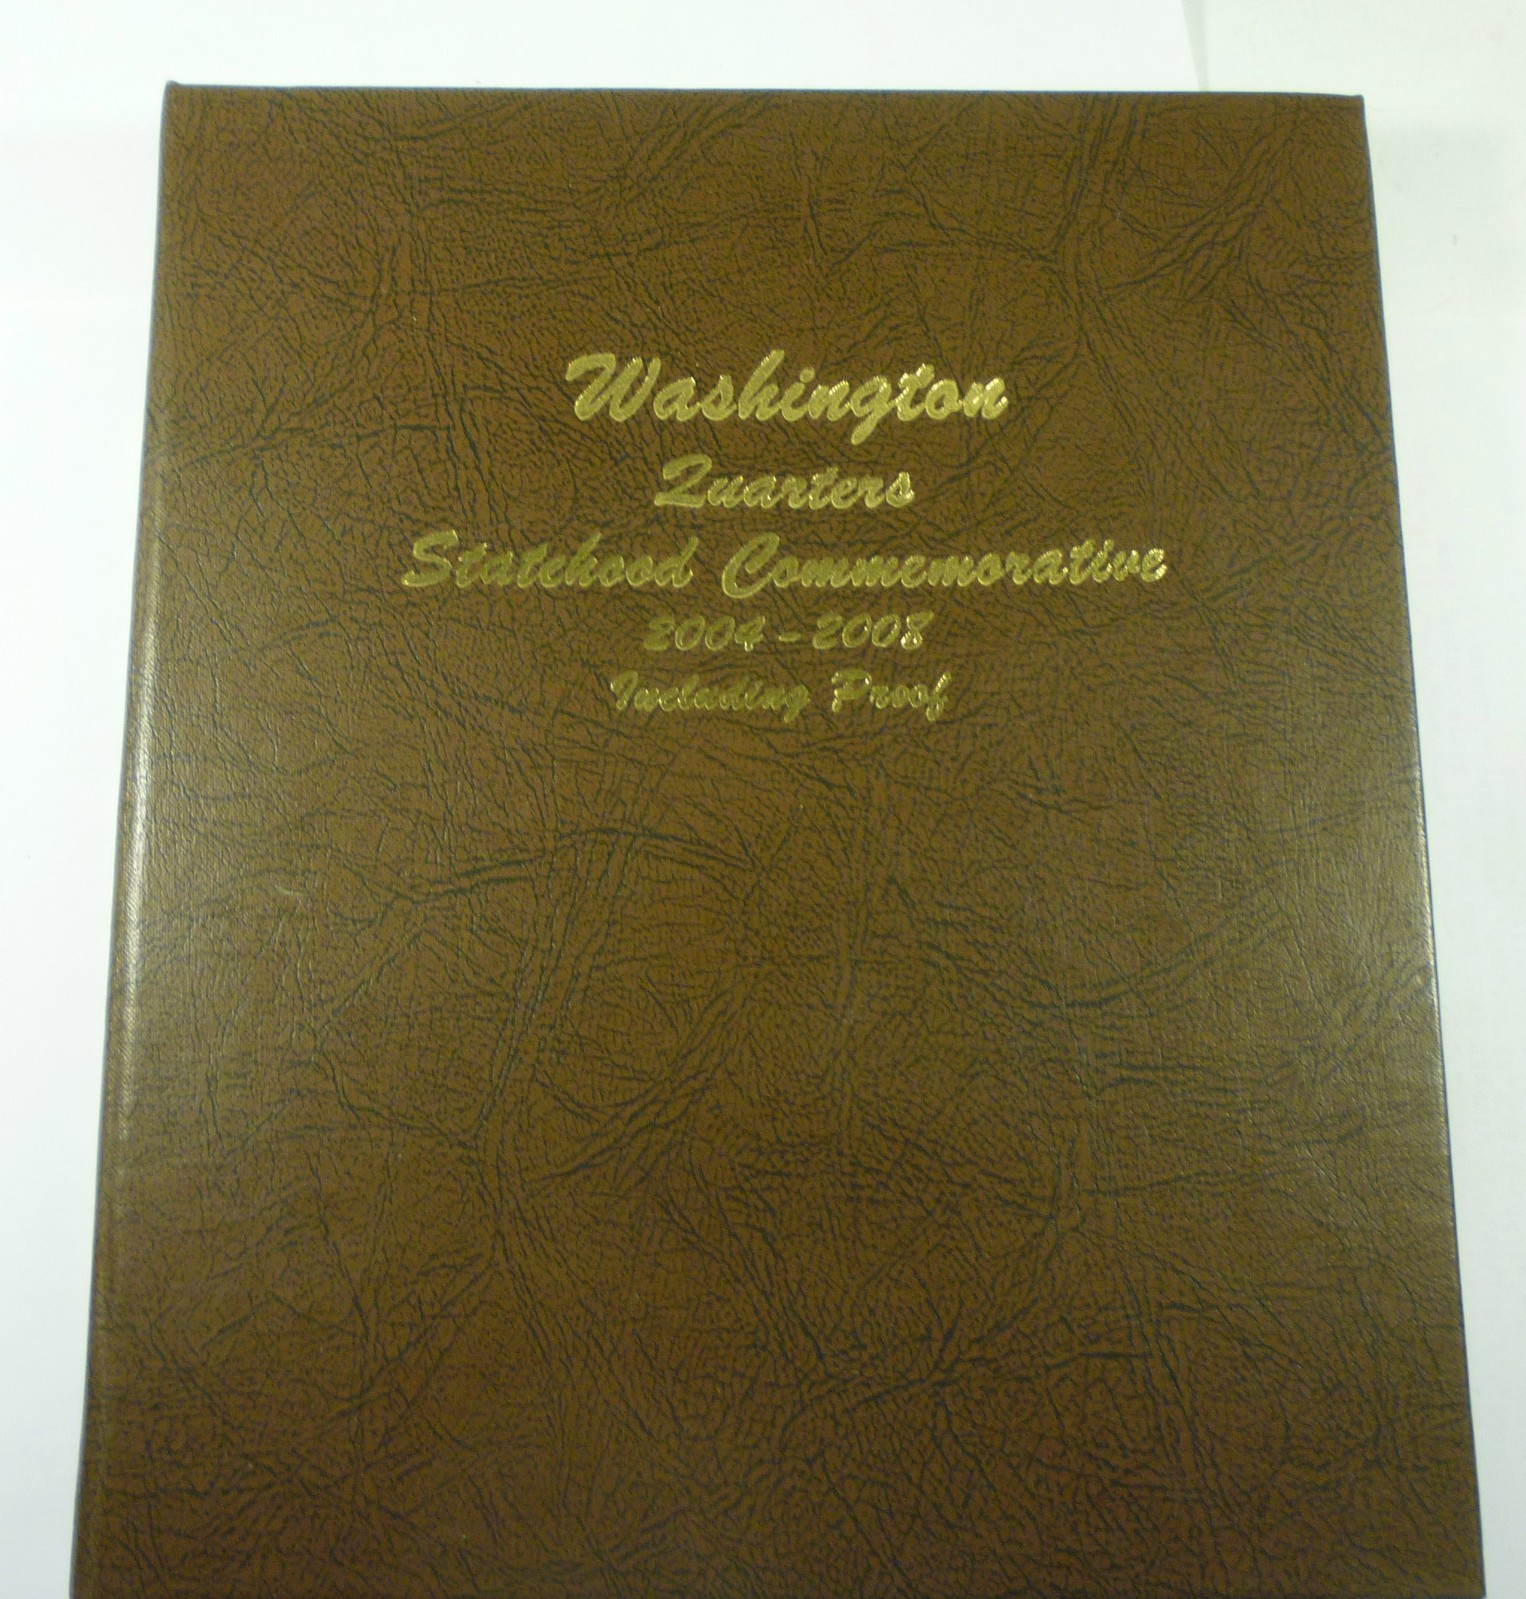 Washington
Quarters
Statehood Commemorative
2004-2008
Including Proof